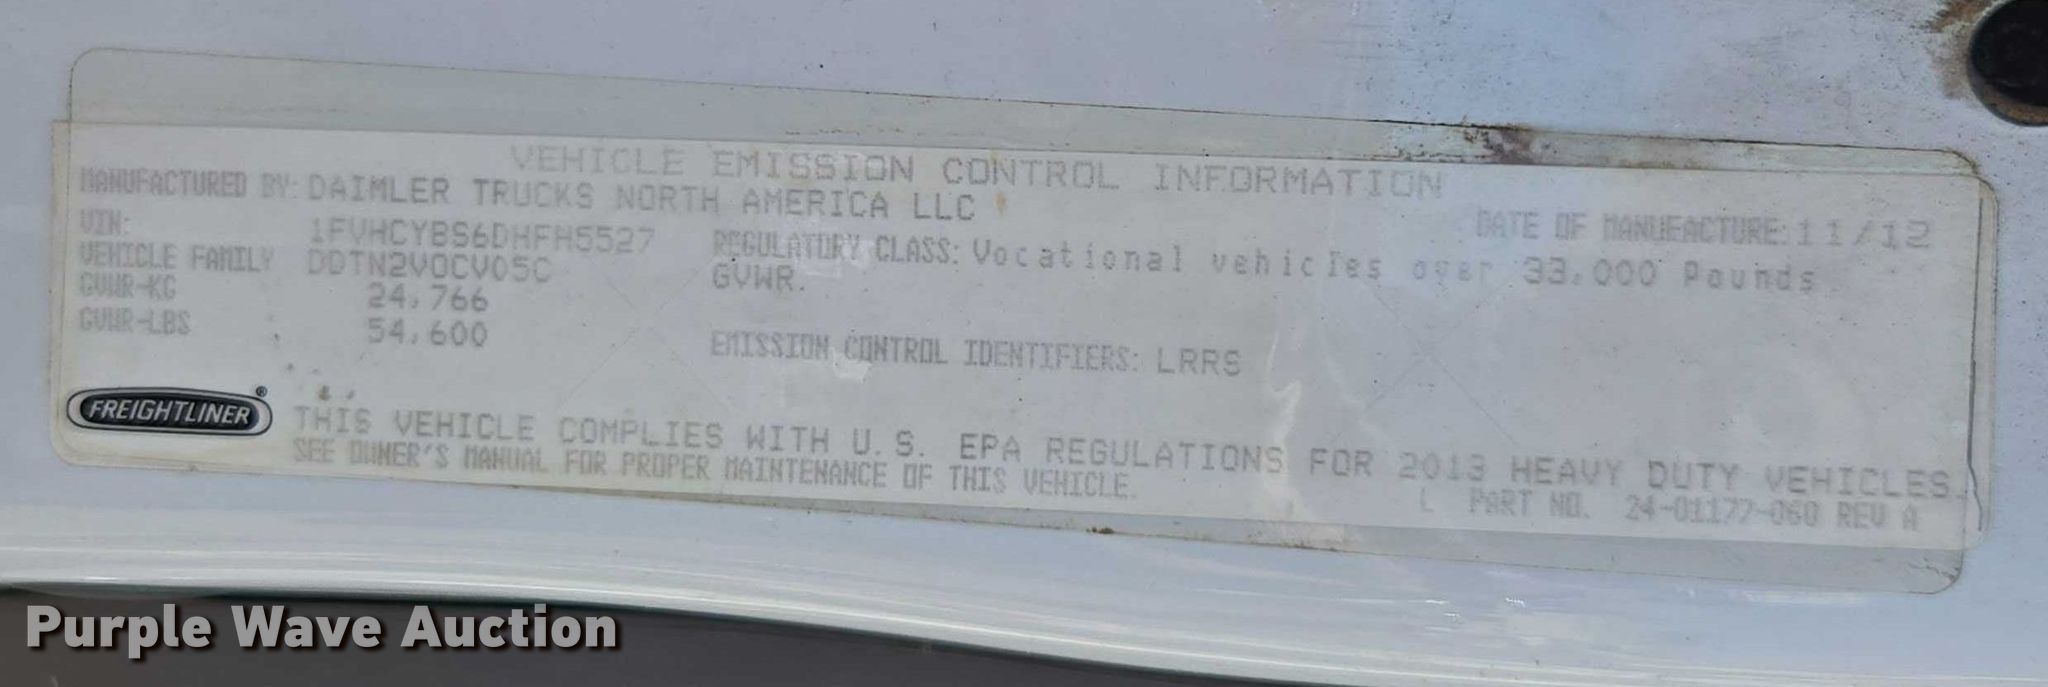 VEHICLE EMISSION CONTROL INFORMATION
MANUFACTURED BY: DAIMLER TRUCKS NORTH AMERICA LLC
DATE OF MANUFACTURE: 11/12
VIN: 1FVHCYBS6DHFH5527
REGULATORY CLASS: Vocational vehicles over 33,000 Pounds
GVWR.
VEHICLE FAMILY DDTN2VOCV05C
GVWR-KG 24,766
GVWR-LBS 54,600
EMISSION CONTROL IDENTIFIERS: LRRS
FREIGHTLINER®
THIS VEHICLE COMPLIES WITH U.S. EPA REGULATIONS FOR 2013 HEAVY DUTY VEHICLES.
SEE OWNER'S MANUAL FOR PROPER MAINTENANCE OF THIS VEHICLE.
L PART NO. 24-01177-060 REV A
Purple Wave Auction